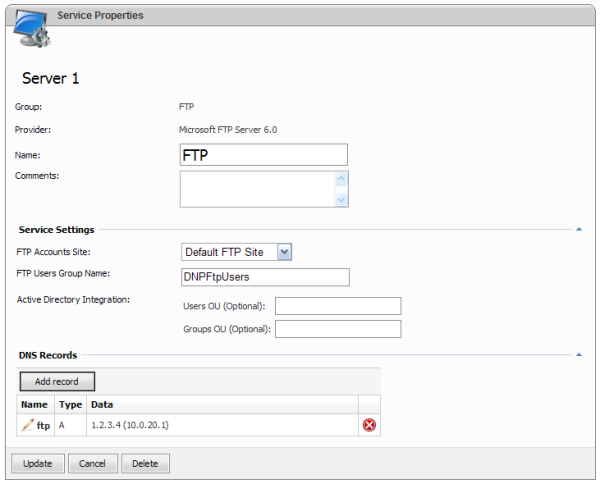 Service Properties
Server 1
Group: FTP
Provider: Microsoft FTP Server 6.0
Name: FTP
Comments:
Service Settings
FTP Accounts Site: Default FTP Site
FTP Users Group Name: DNPFtpUsers
Active Directory Integration: Users OU (Optional):
Groups OU (Optional):
DNS Records
Add record
Name Type Data
ftp A 1.2.3.4 (10.0.20.1)
Update Cancel Delete